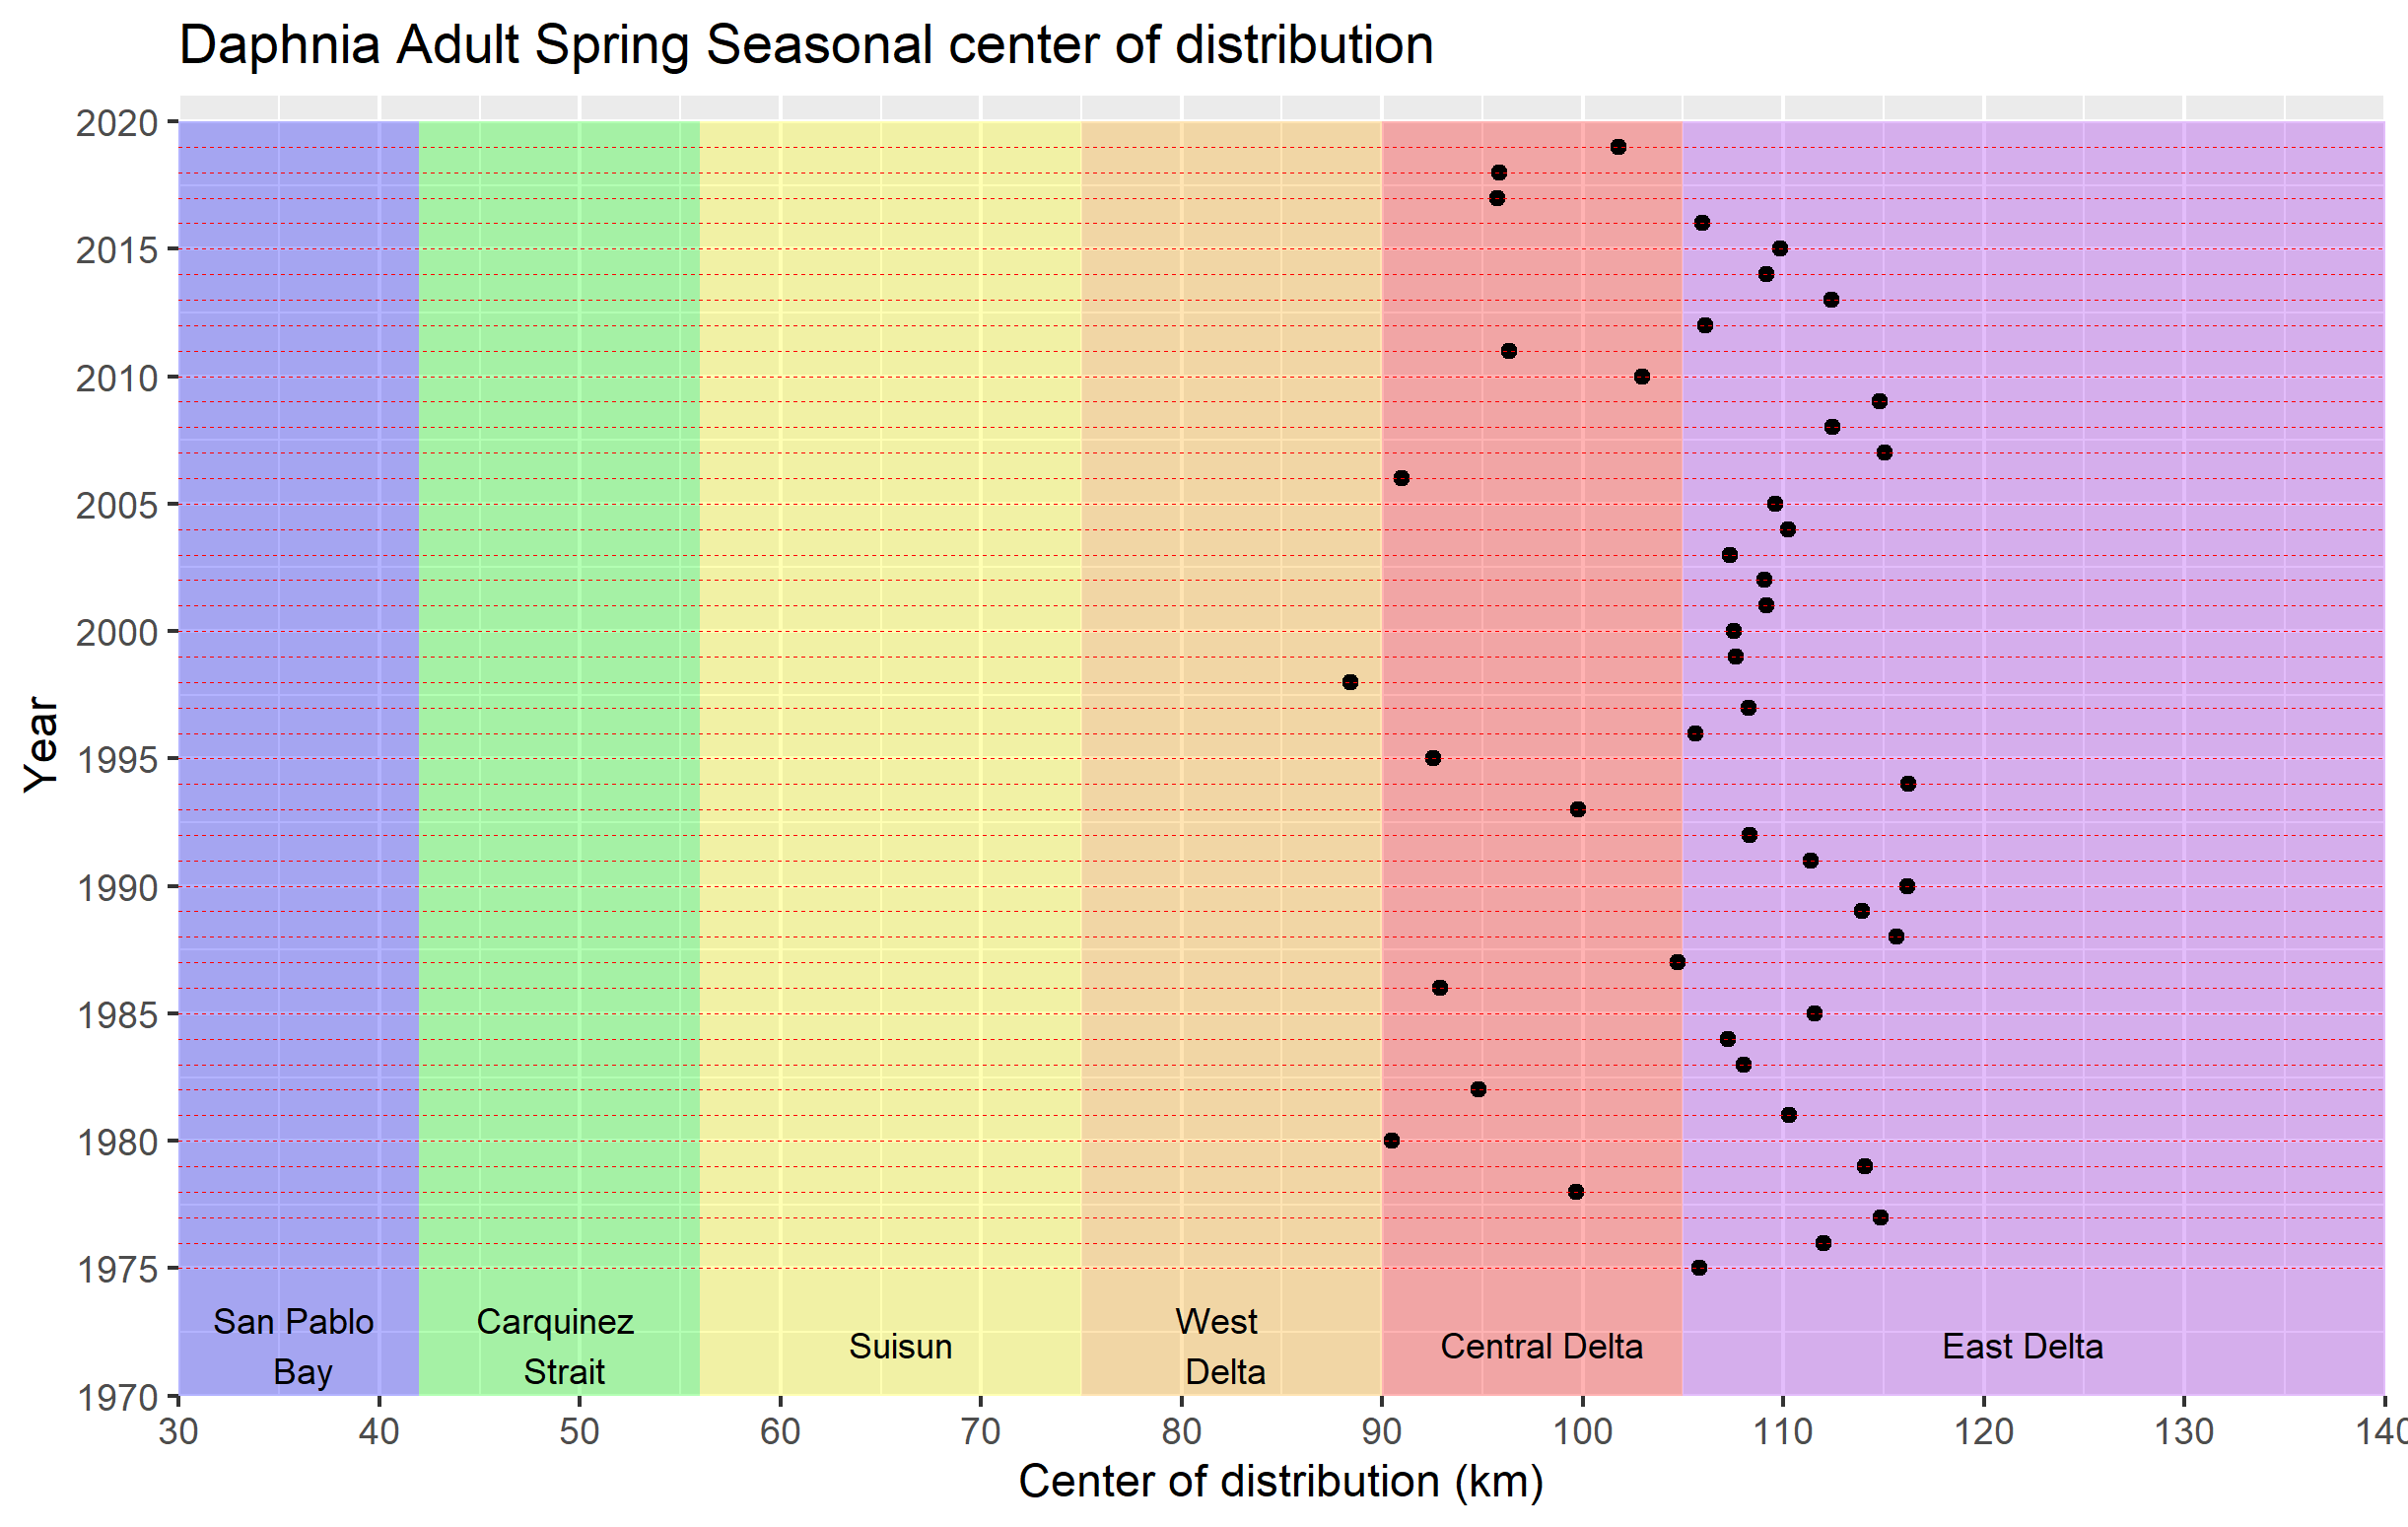 Daphnia Adult Spring Seasonal center of distribution
2020
2015
2010
2005
2000
1995
1990
1985
1980
1975
1970
Year
San Pablo
Bay
Carquinez
Strait
Suisun
West
Delta
Central Delta
East Delta
30 40 50 60 70 80 90 100 110 120 130 140
Center of distribution (km)